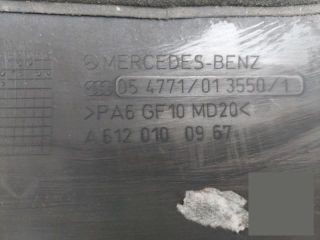 MERCEDES-BENZ
05 4771/01 3550/1
>PA6 GF10 MD20<
A 612 010 09 67